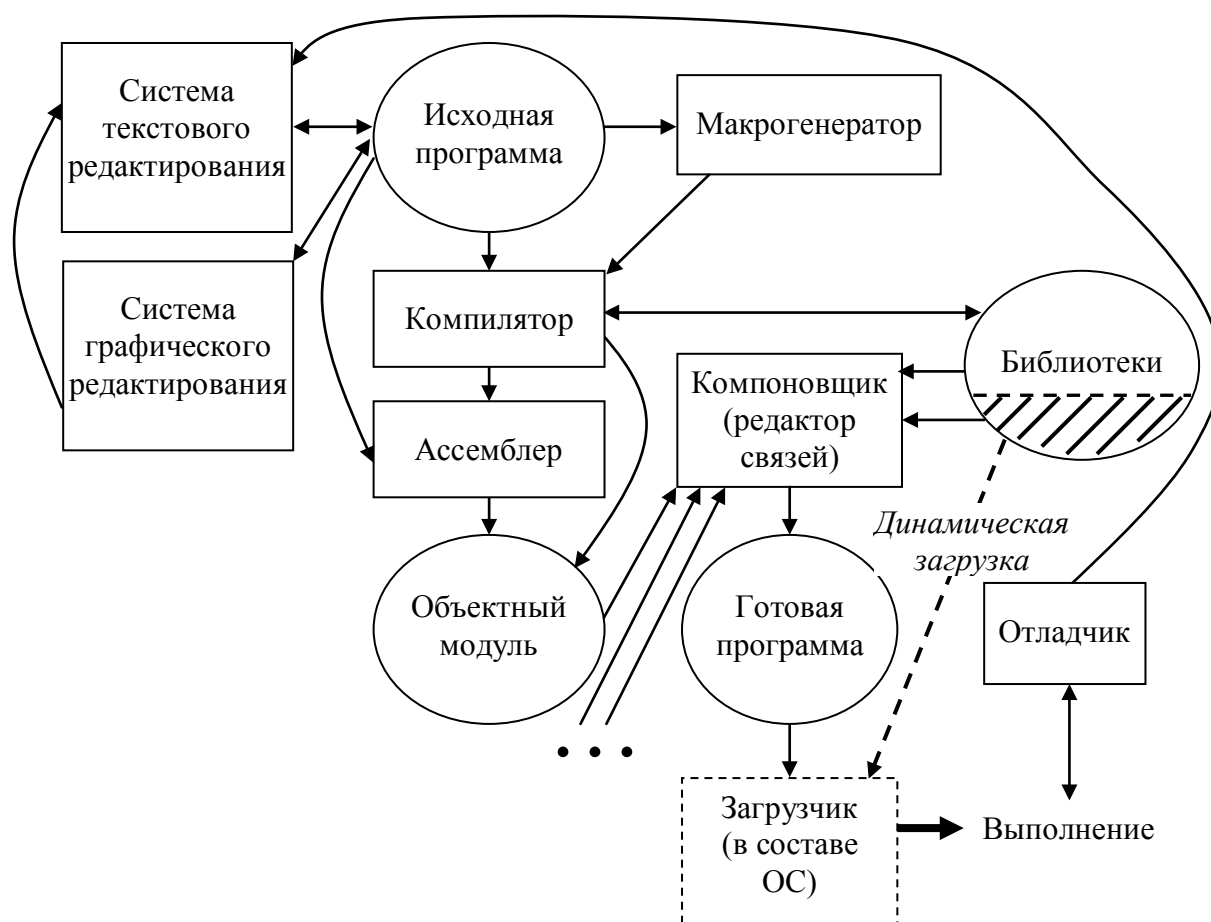 Система
текстового
редактирования
Исходная
программа
Макрогенератор
Система
графического
редактирования
Компилятор
Библиотеки
Компоновщик
(редактор
связей)
Ассемблер
Динамическая
загрузка
Объектный
модуль
Готовая
программа
Отладчик
Загрузчик
(в составе
ОС)
Выполнение